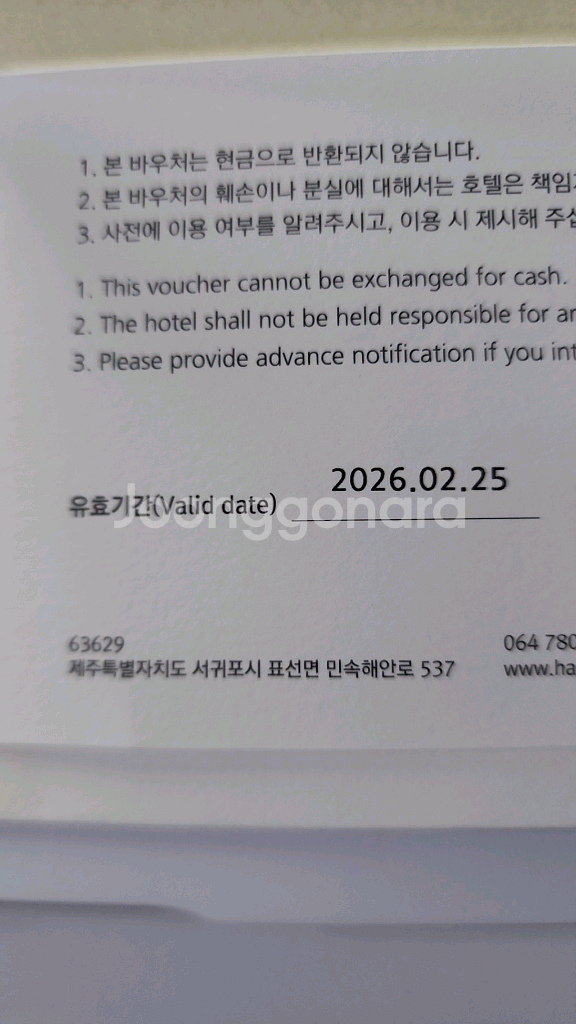 1. 본 바우처는 현금으로 반환되지 않습니다.
2. 본 바우처의 훼손이나 분실에 대해서는 호텔은 책임
3. 사전에 이용 여부를 알려주시고, 이용 시 제시해 주십
1. This voucher cannot be exchanged for cash.
2. The hotel shall not be held responsible for
3. Please provide advance notification if you int
2026.02.25
유효기간(Valid date)
Joonggonara
63629
제주특별자치도 서귀포시 표선면 민속해안로 537
064 780
www.ha